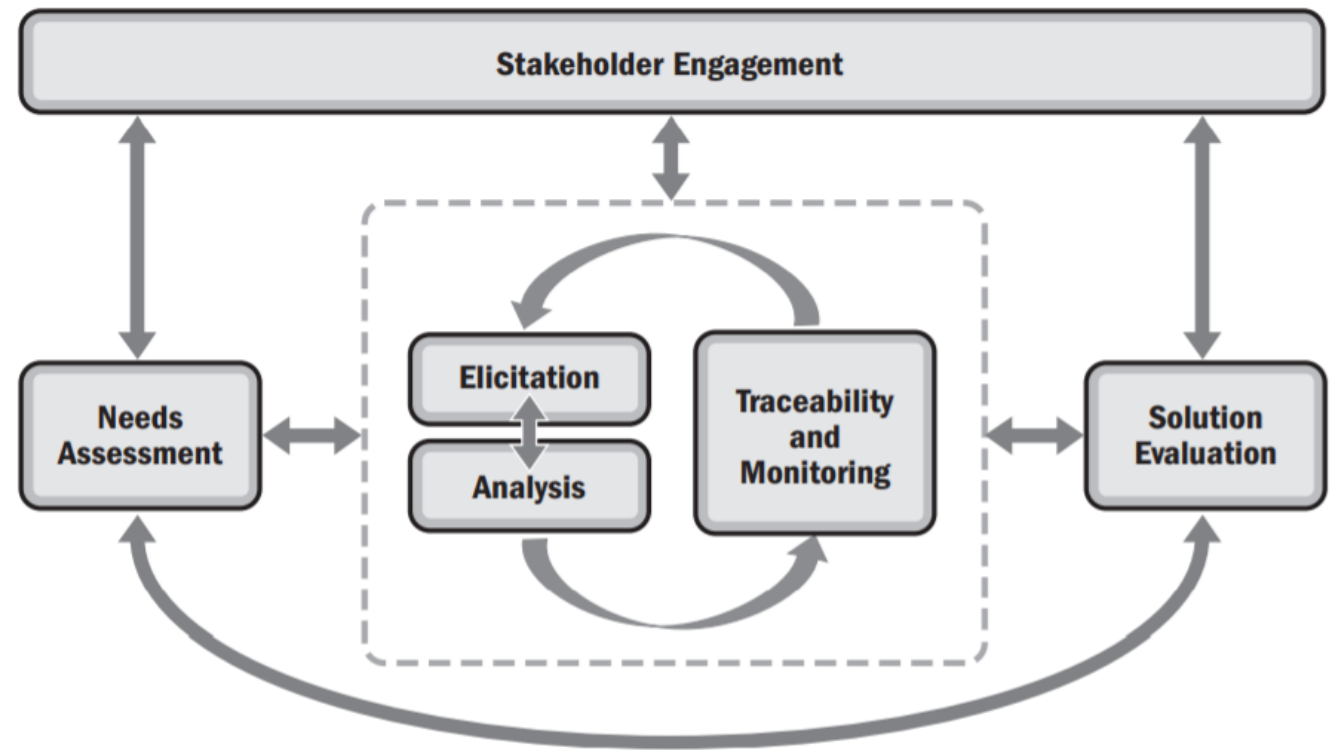 Stakeholder Engagement
Needs
Assessment
Elicitation
Analysis
Traceability
and
Monitoring
Solution
Evaluation